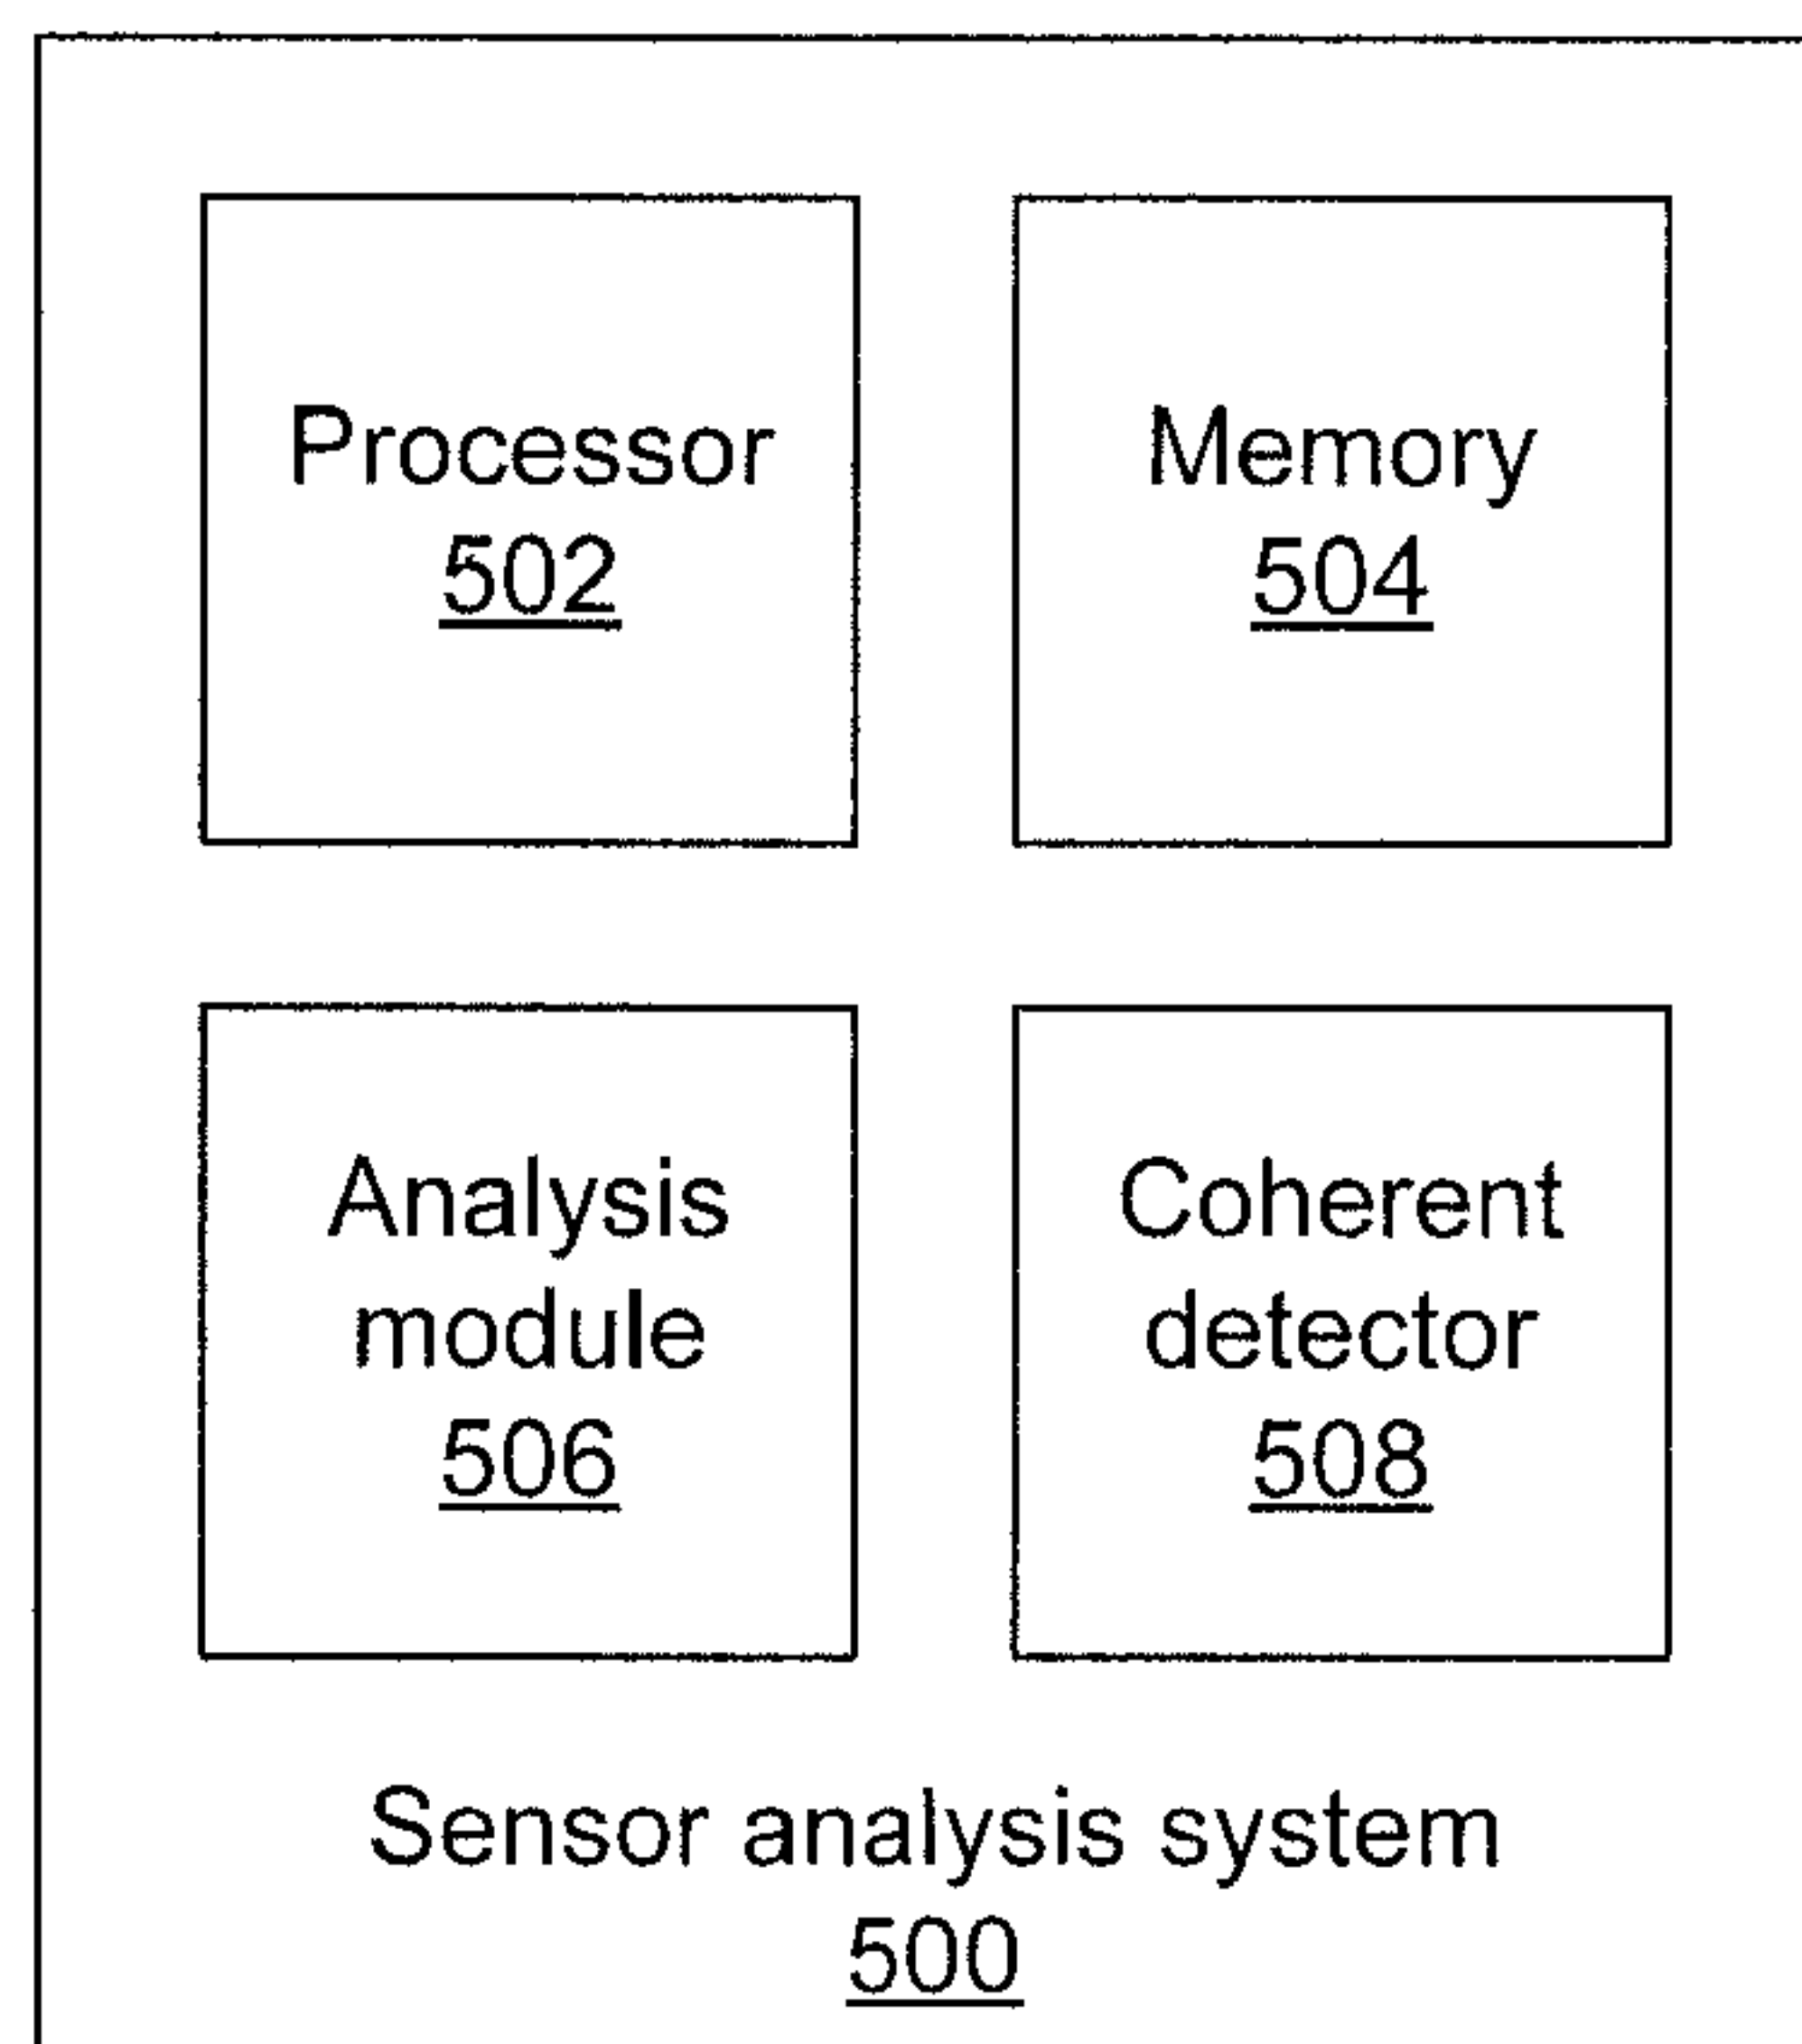 Processor
502
Memory
504
Analysis
module
506
Coherent
detector
508
Sensor analysis system
500